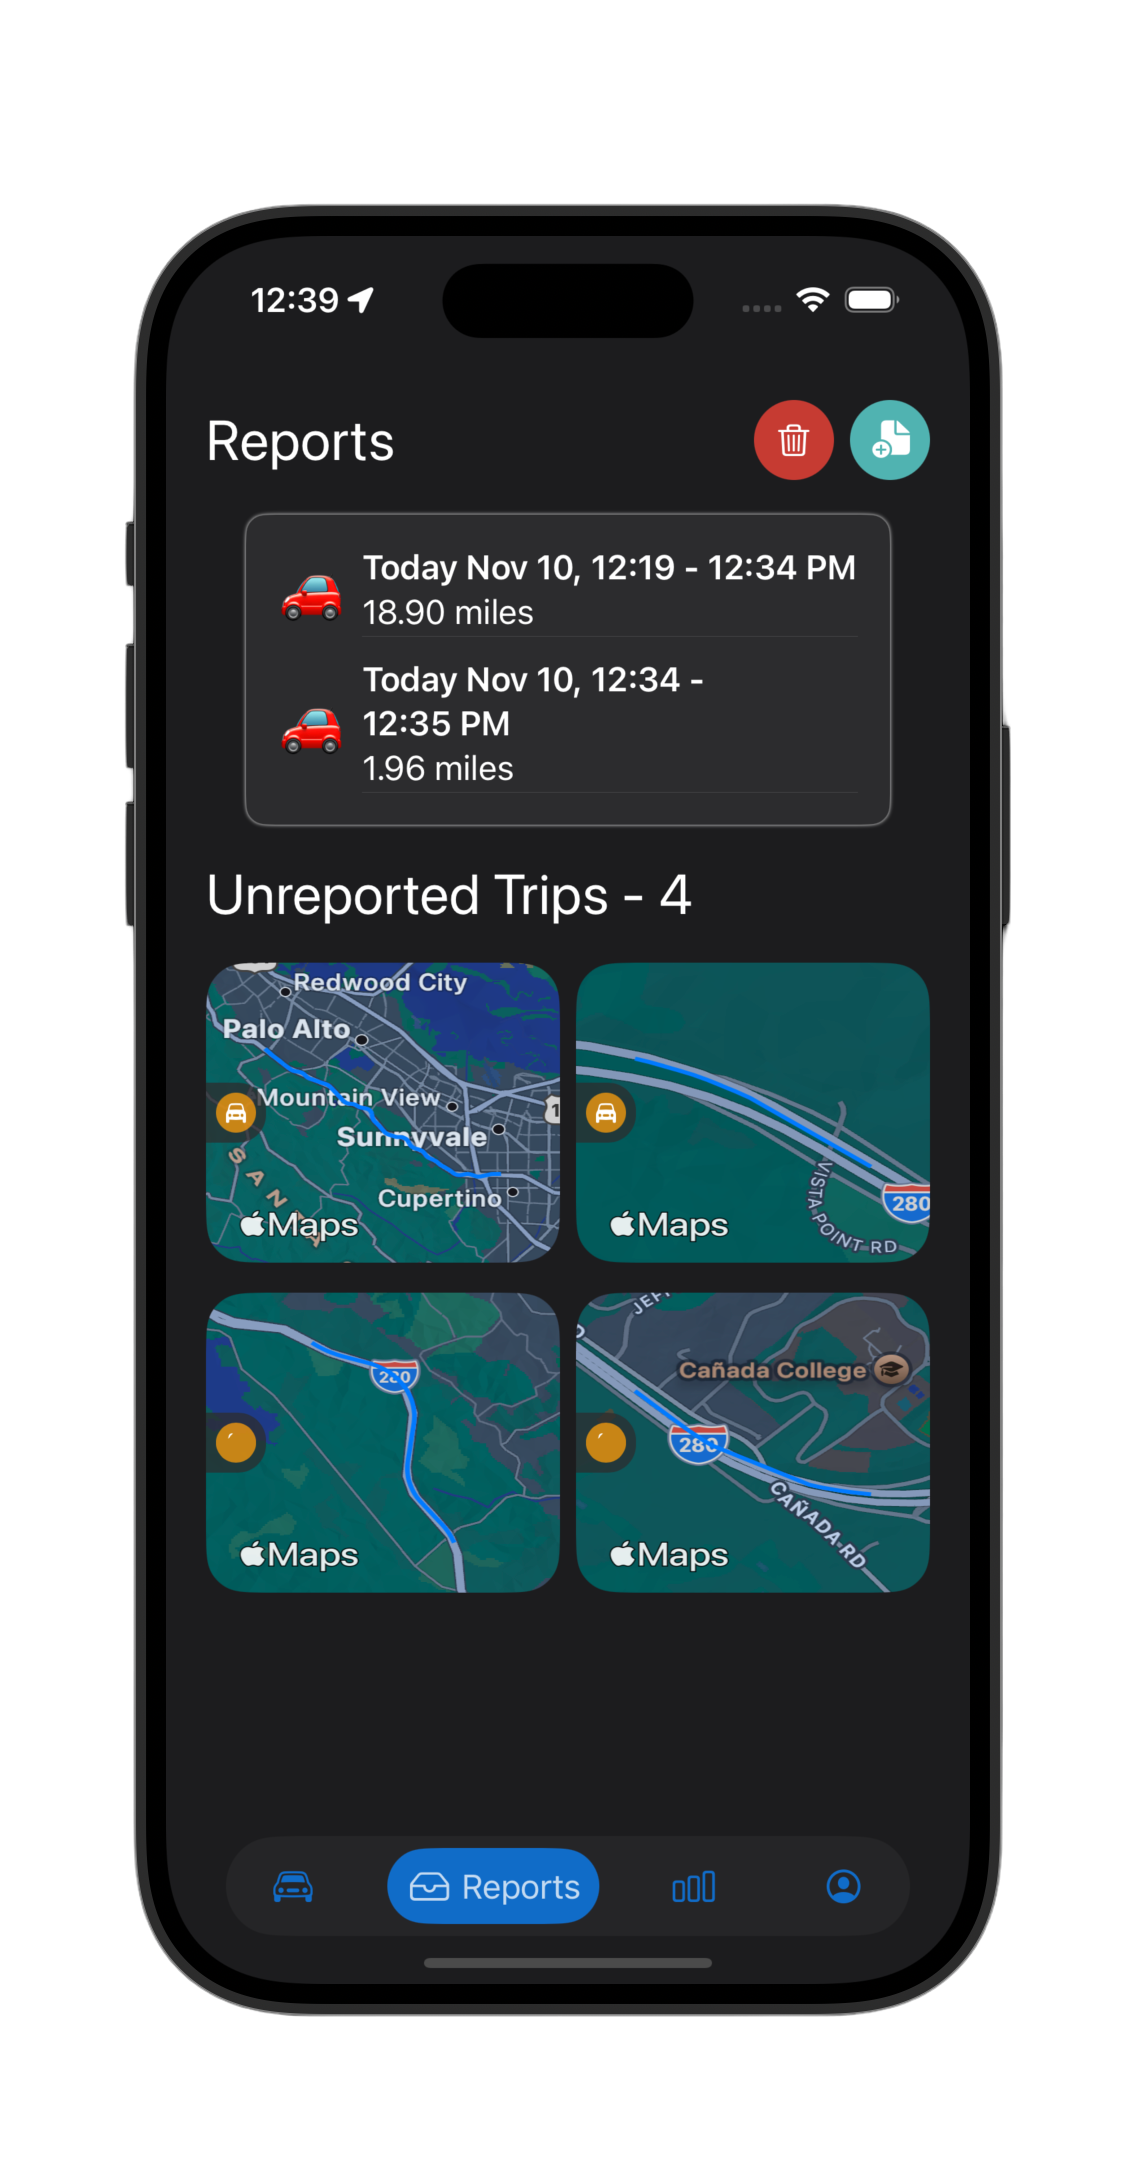 12:39
Reports
Today Nov 10, 12:19 - 12:34 PM
18.90 miles
Today Nov 10, 12:34 -
12:35 PM
1.96 miles
Unreported Trips - 4
Redwood City
Palo Alto
Mountain View
1
Sunnyvale
SANTA
Cupertino
Maps
VISTA POINT RD
280
Maps
280
Maps
Cañada College
280
CAÑADA RD
Maps
Reports